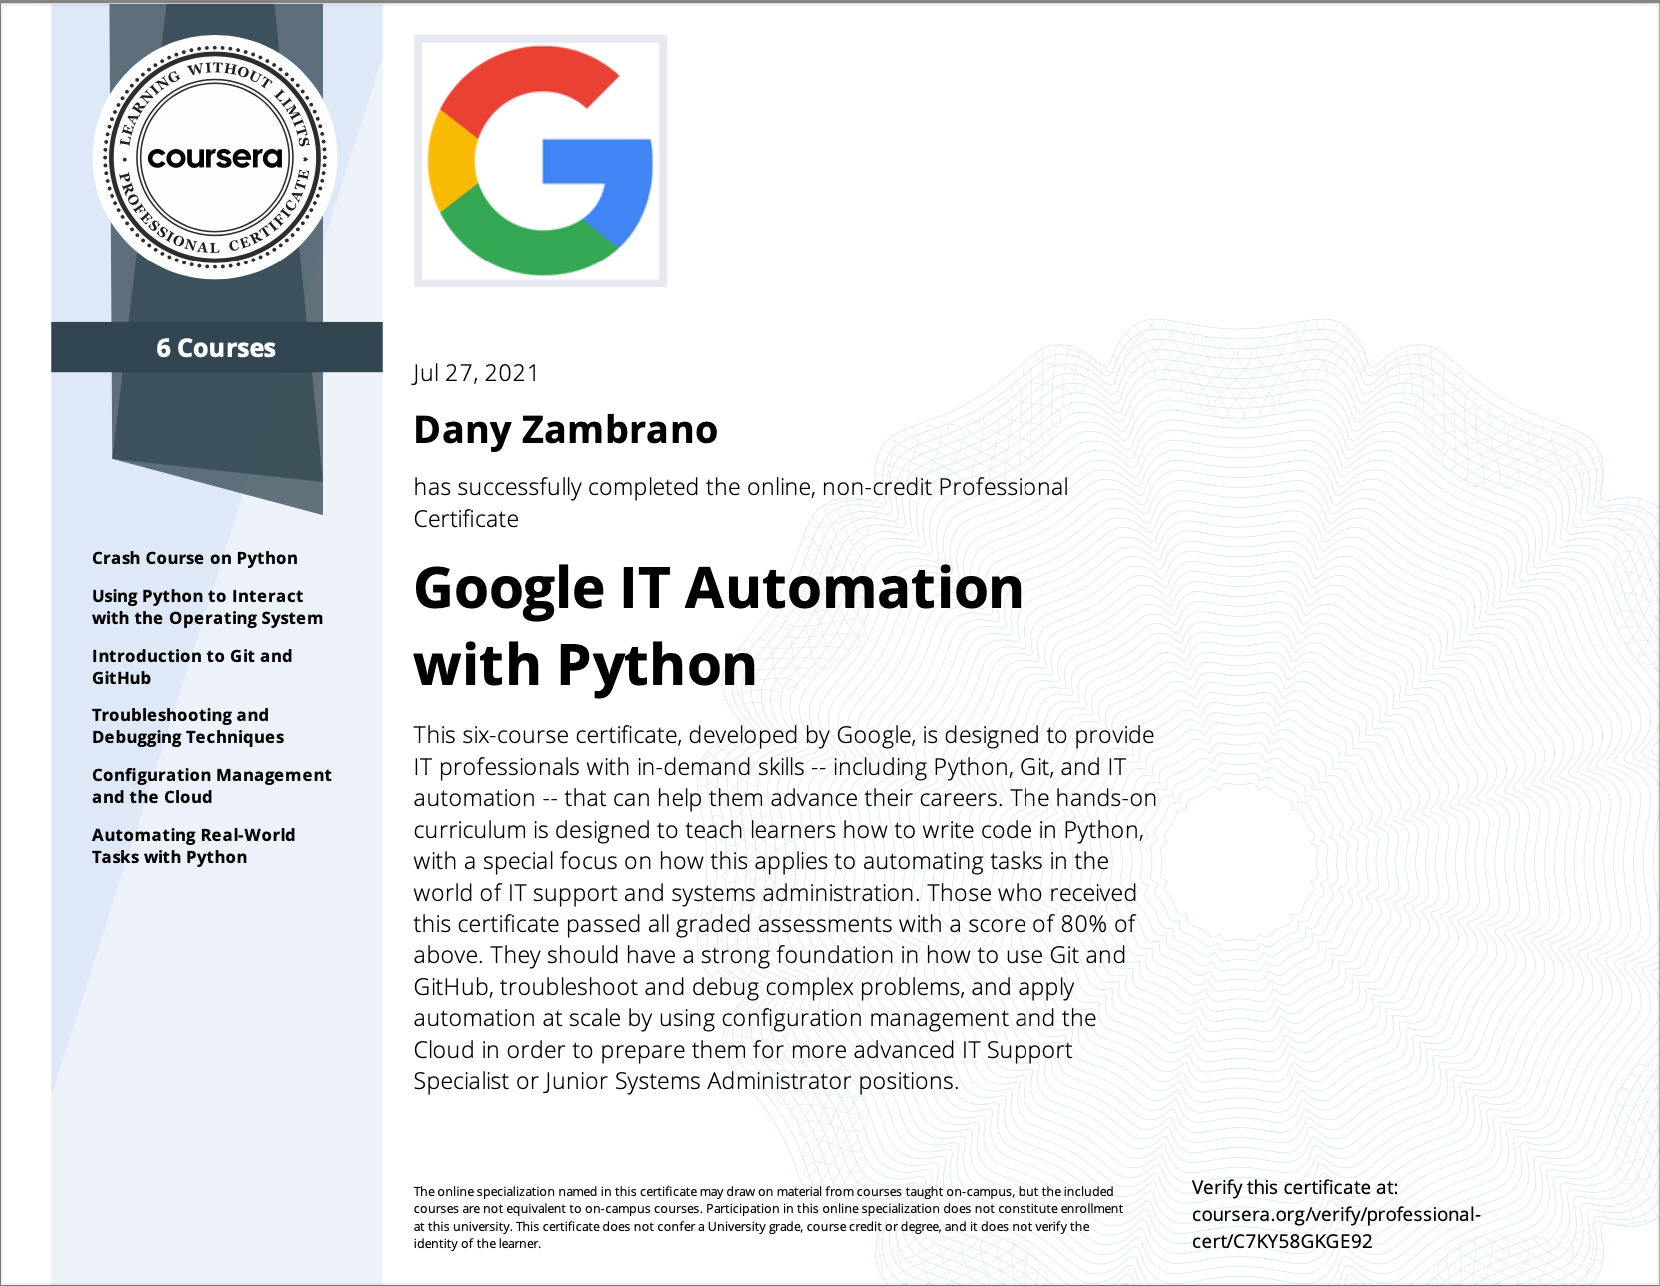 LEARNING WITHOUT LIMITS
coursera
PROFESSIONAL CERTIFICATE
6 Courses
Crash Course on Python
Using Python to Interact
with the Operating System
Introduction to Git and
GitHub
Troubleshooting and
Debugging Techniques
Configuration Management
and the Cloud
Automating Real-World
Tasks with Python
Jul 27, 2021
Dany Zambrano
has successfully completed the online, non-credit Professional
Certificate
Google IT Automation
with Python
This six-course certificate, developed by Google, is designed to provide
IT professionals with in-demand skills -- including Python, Git, and IT
automation -- that can help them advance their careers. The hands-on
curriculum is designed to teach learners how to write code in Python,
with a special focus on how this applies to automating tasks in the
world of IT support and systems administration. Those who received
this certificate passed all graded assessments with a score of 80% of
above. They should have a strong foundation in how to use Git and
GitHub, troubleshoot and debug complex problems, and apply
automation at scale by using configuration management and the
Cloud in order to prepare them for more advanced IT Support
Specialist or Junior Systems Administrator positions.
The online specialization named in this certificate may draw on material from courses taught on-campus, but the included
courses are not equivalent to on-campus courses. Participation in this online specialization does not constitute enrollment
at this university. This certificate does not confer a University grade, course credit or degree, and it does not verify the
identity of the learner.
Verify this certificate at:
coursera.org/verify/professional-
cert/C7KY58GKGE92